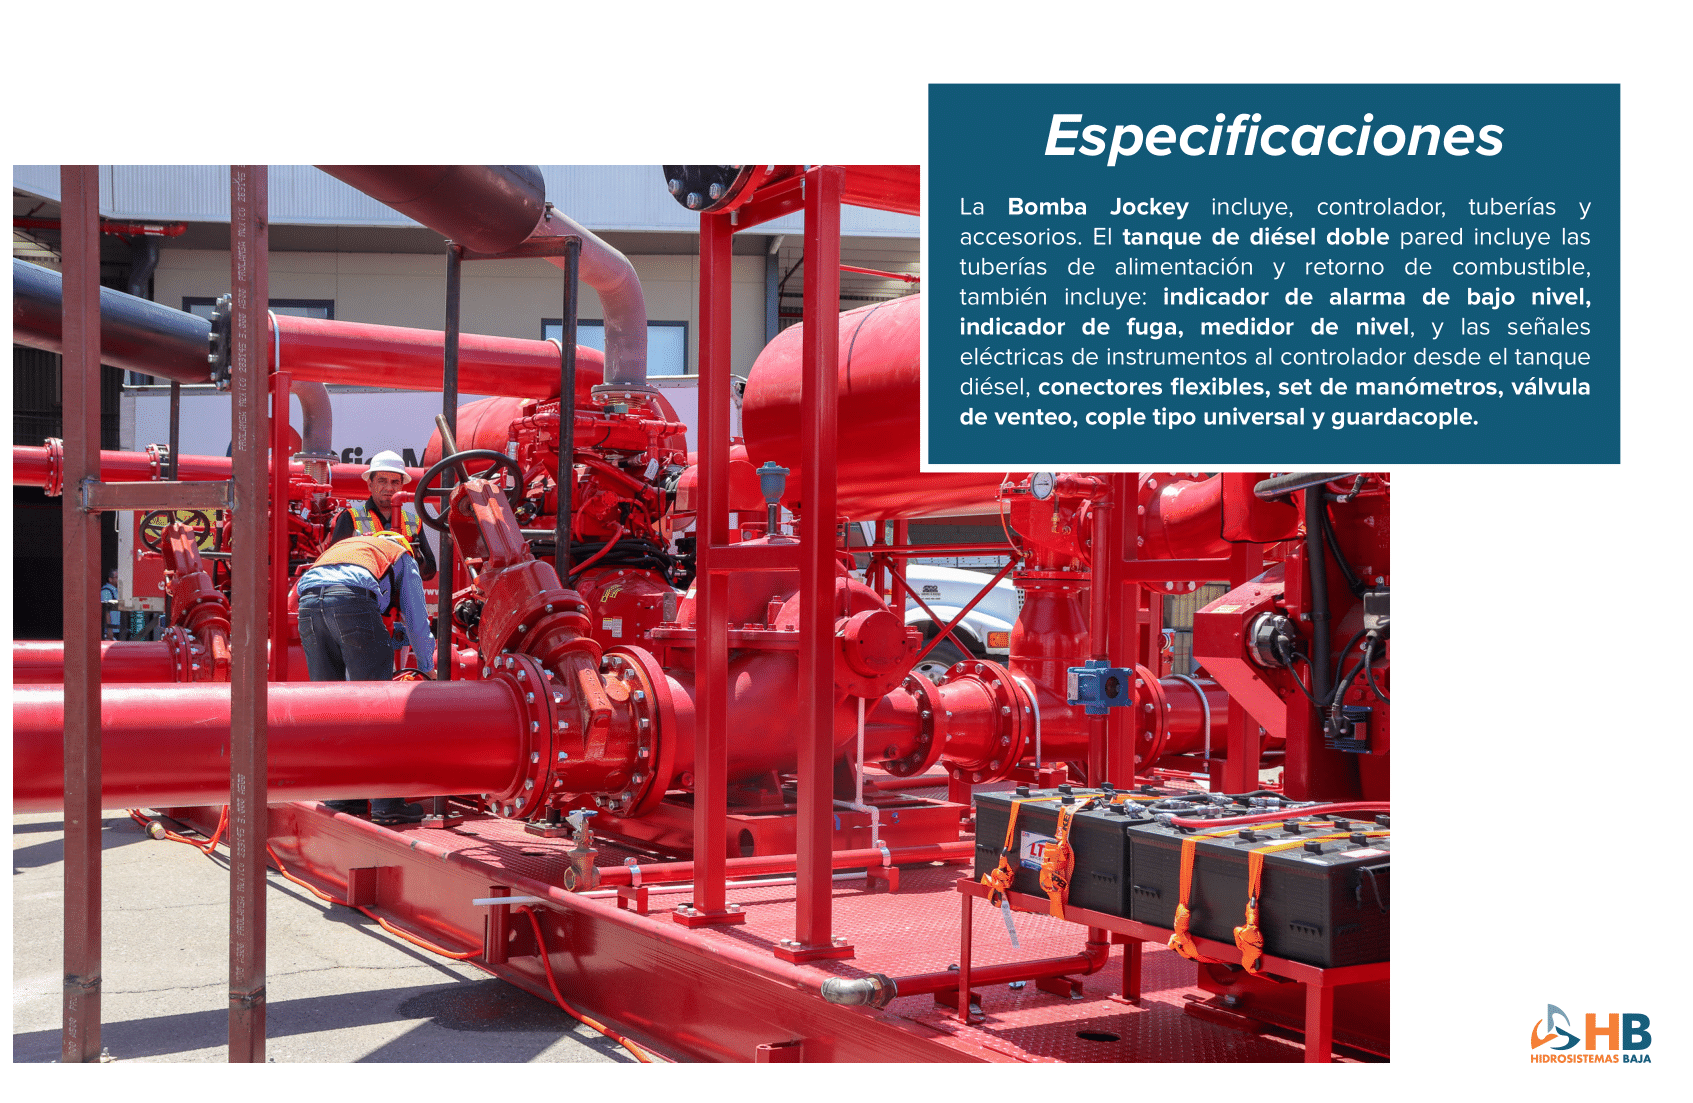 Especificaciones
La Bomba Jockey incluye, controlador, tuberías y
accesorios. El tanque de diésel doble pared incluye las
tuberías de alimentación y retorno de combustible,
también incluye: indicador de alarma de bajo nivel,
indicador de fuga, medidor de nivel, y las señales
eléctricas de instrumentos al controlador desde el tanque
diésel, conectores flexibles, set de manómetros, válvula
de venteo, cople tipo universal y guardacople.
LT
HB
HIDROSISTEMAS BAJA